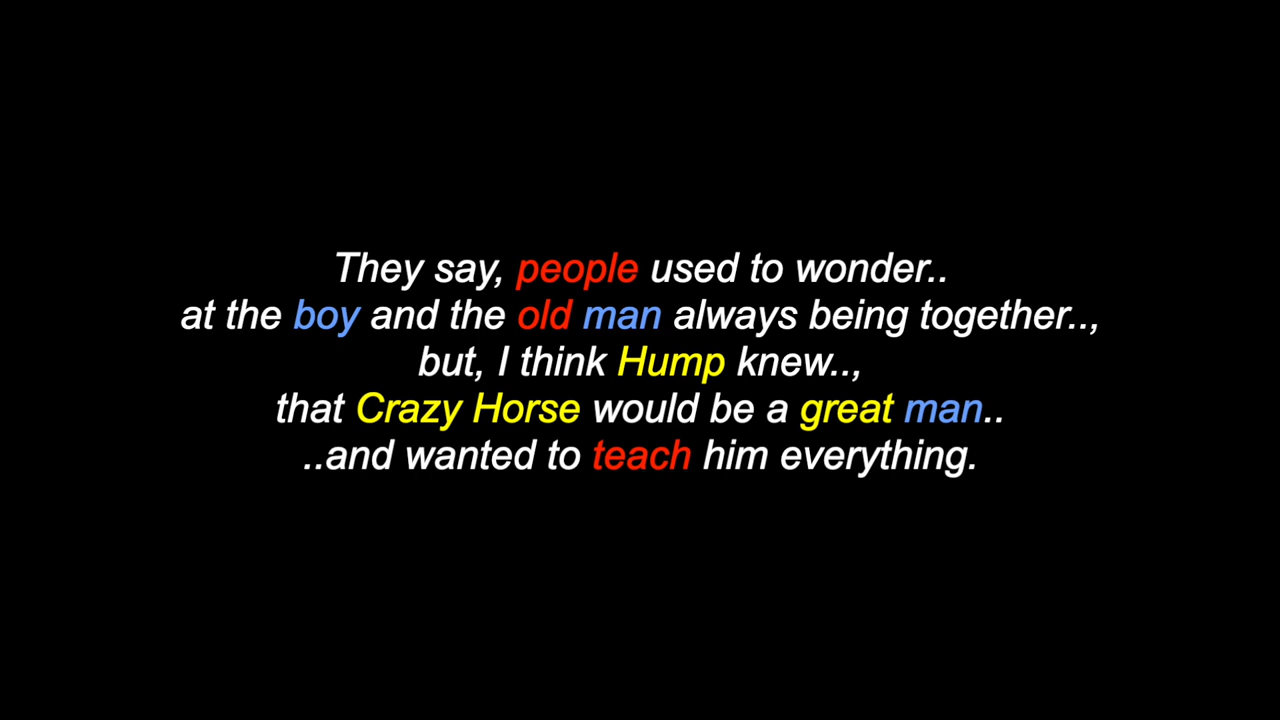 They say, people used to wonder..
at the boy and the old man always being together..,
but, I think Hump knew..,
that Crazy Horse would be a great man..
..and wanted to teach him everything.